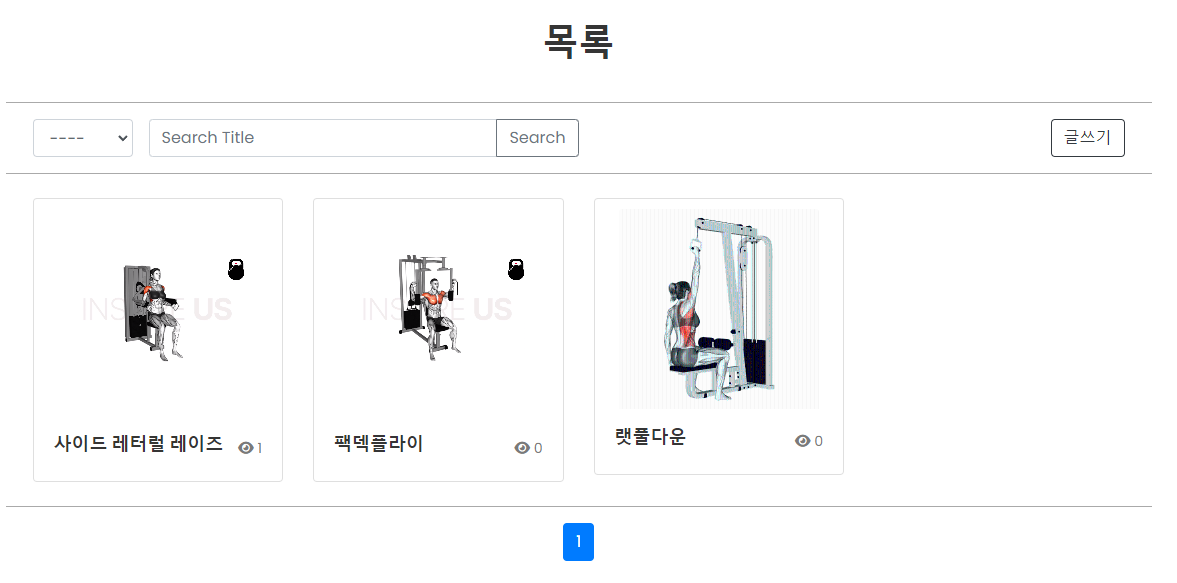 목록
----
Search Title
Search
글쓰기
INSIDE US
INSIDE US
사이드 레터럴 레이즈
1
팩덱플라이
0
랫풀다운
0
1